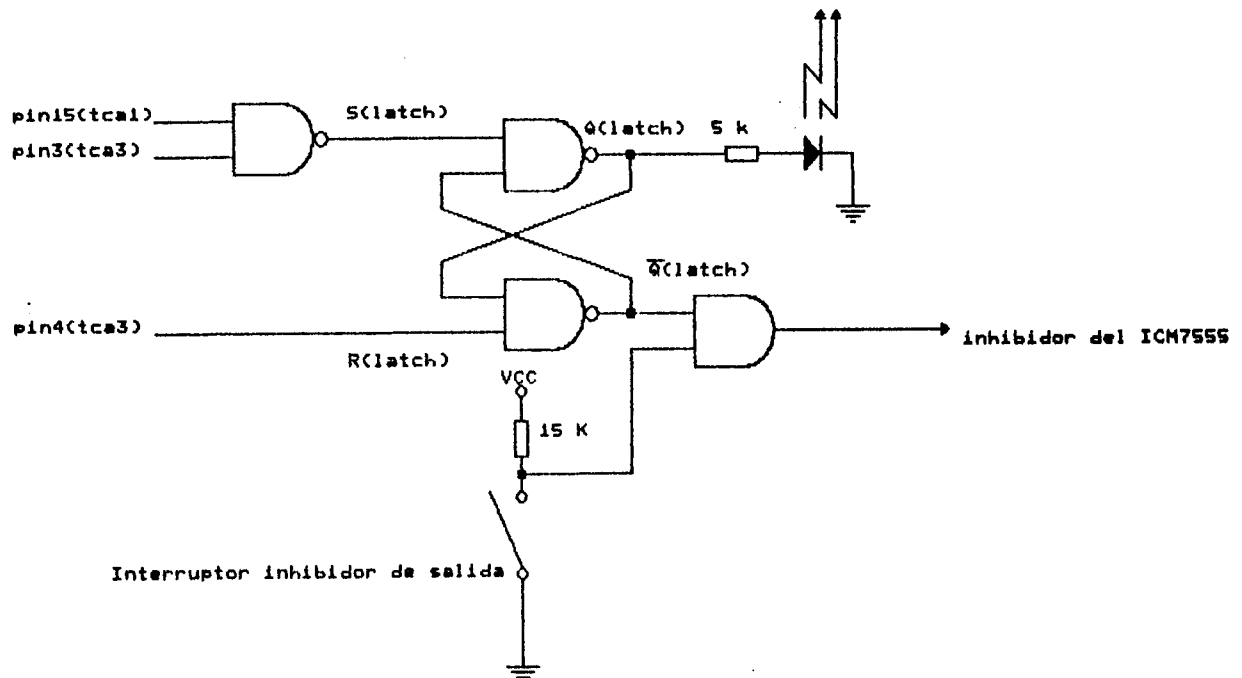 pin15(tca1)
pin3(tca3)
S(latch)
Q(latch)
5 k
Q̅(latch)
pin4(tca3)
R(latch)
inhibidor del ICM7555
VCC
15 K
Interruptor inhibidor de salida